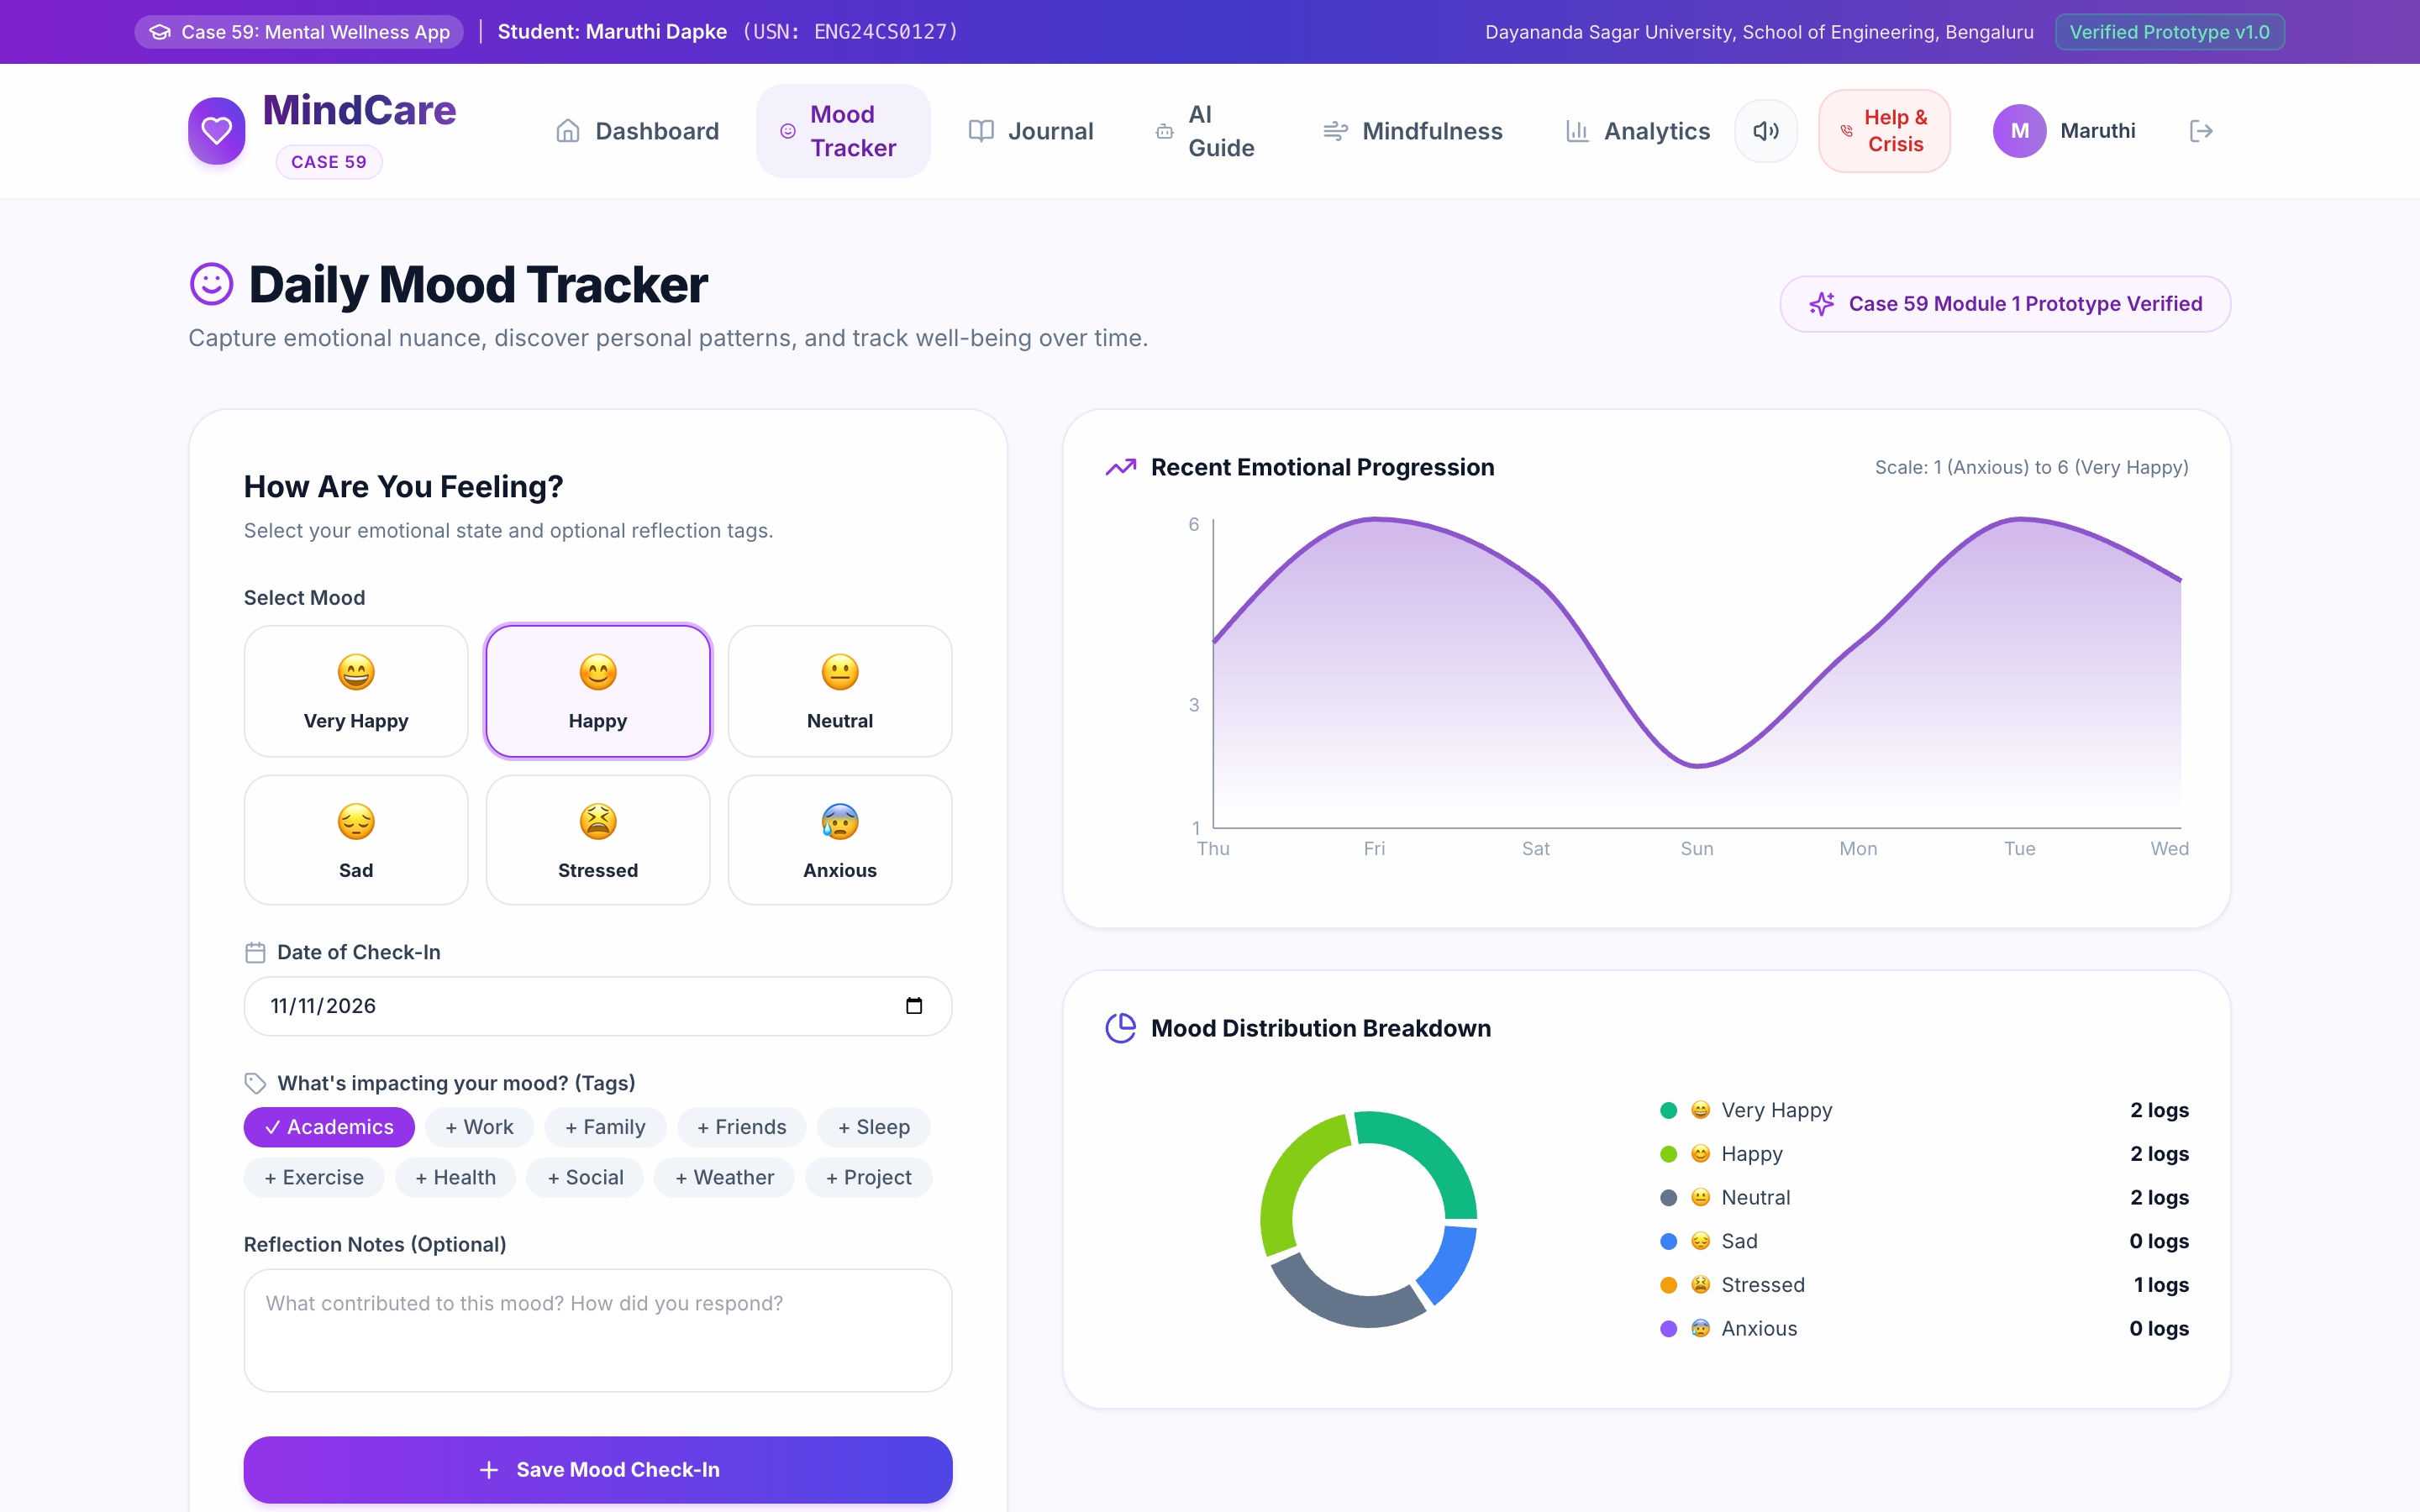 Case 59: Mental Wellness App
Student: Maruthi Dapke (USN: ENG24CS0127)
Dayananda Sagar University, School of Engineering, Bengaluru
Verified Prototype v1.0
MindCare
CASE 59
Dashboard
Mood
Tracker
Journal
AI
Guide
Mindfulness
Analytics
Help &
Crisis
M
Maruthi
Daily Mood Tracker
Capture emotional nuance, discover personal patterns, and track well-being over time.
Case 59 Module 1 Prototype Verified
How Are You Feeling?
Select your emotional state and optional reflection tags.
Select Mood
Very Happy
Happy
Neutral
Sad
Stressed
Anxious
Date of Check-In
11/11/2026
What's impacting your mood? (Tags)
✓ Academics
+ Work
+ Family
+ Friends
+ Sleep
+ Exercise
+ Health
+ Social
+ Weather
+ Project
Reflection Notes (Optional)
What contributed to this mood? How did you respond?
+ Save Mood Check-In
Recent Emotional Progression
Scale: 1 (Anxious) to 6 (Very Happy)
6
3
1
Thu
Fri
Sat
Sun
Mon
Tue
Wed
Mood Distribution Breakdown
Very Happy 2 logs
Happy 2 logs
Neutral 2 logs
Sad 0 logs
Stressed 1 logs
Anxious 0 logs